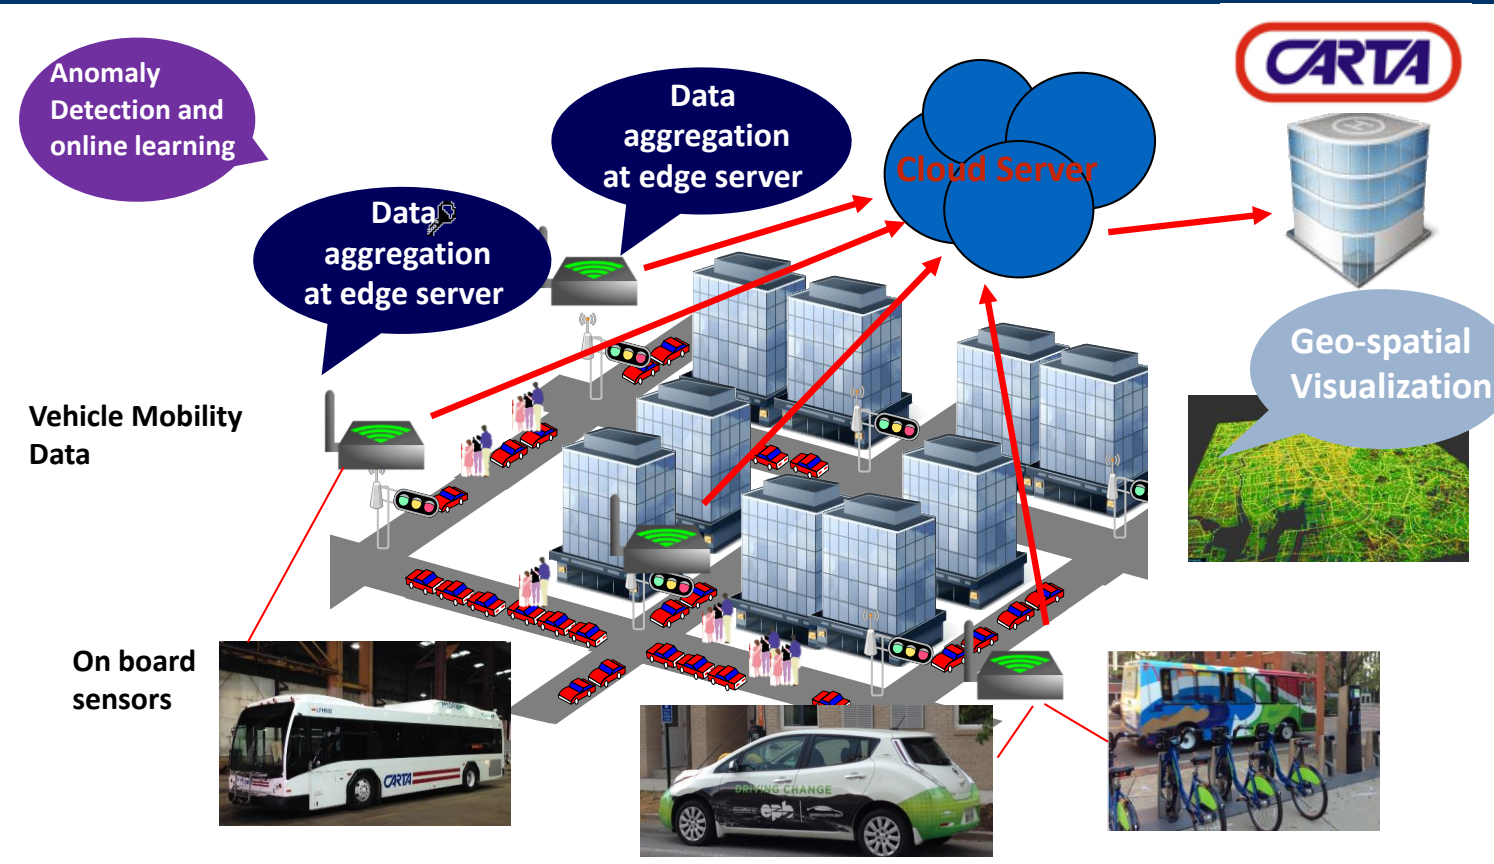 Anomaly
Detection and
online learning
Data
aggregation
at edge server
Data
aggregation
at edge server
Cloud Server
CARTA
Geo-spatial
Visualization
Vehicle Mobility
Data
On board
sensors
CARTA
DRIVING CHANGE
epb